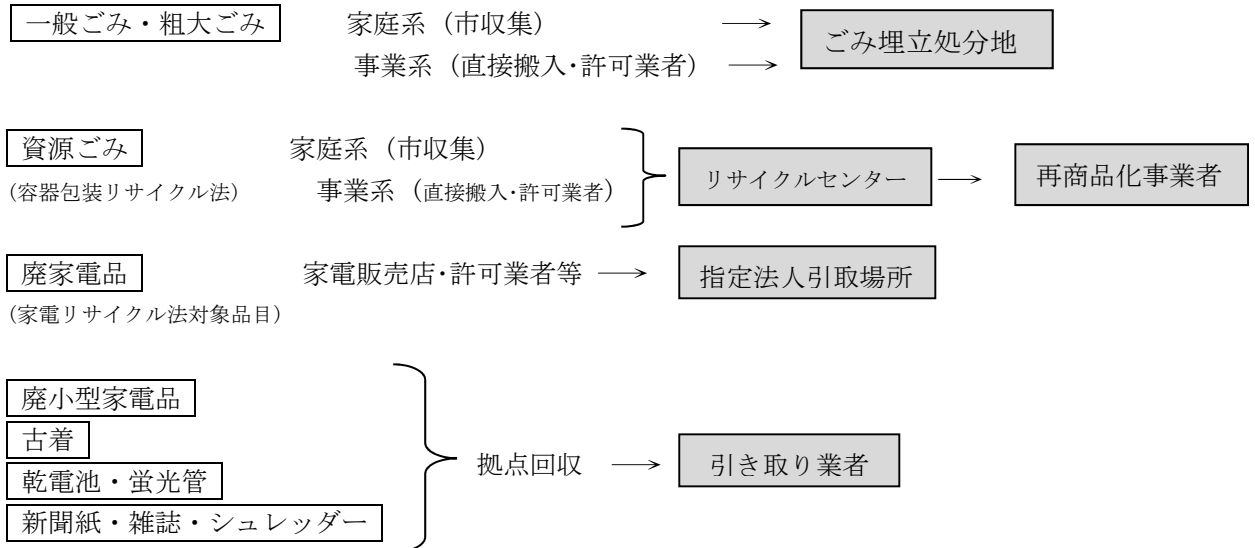 一般ごみ・粗大ごみ 家庭系（市収集） → ごみ埋立処分地
事業系（直接搬入・許可業者） →
資源ごみ 家庭系（市収集） リサイクルセンター → 再商品化事業者
(容器包装リサイクル法) 事業系（直接搬入・許可業者）
廃家電品 家電販売店・許可業者等 → 指定法人引取場所
(家電リサイクル法対象品目)
廃小型家電品
古着
拠点回収 → 引き取り業者
乾電池・蛍光管
新聞紙・雑誌・シュレッダー